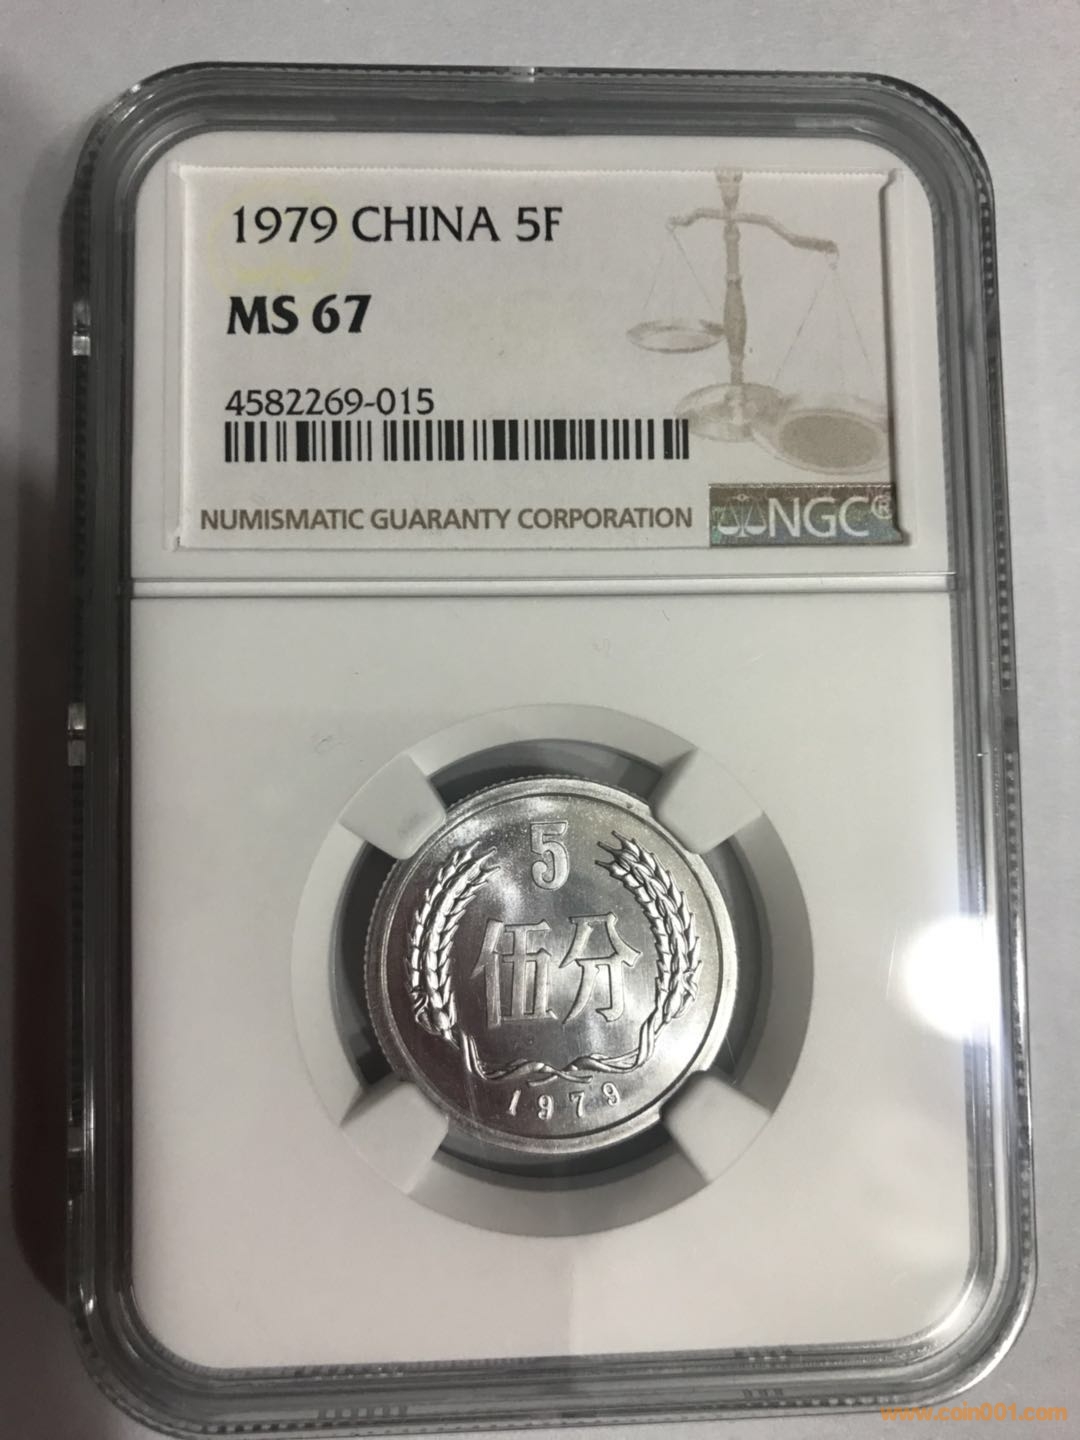 1979 CHINA 5F
MS 67
4582269-015
NUMISMATIC GUARANTY CORPORATION
NGC®
5
伍分
1979
www.coin001.com